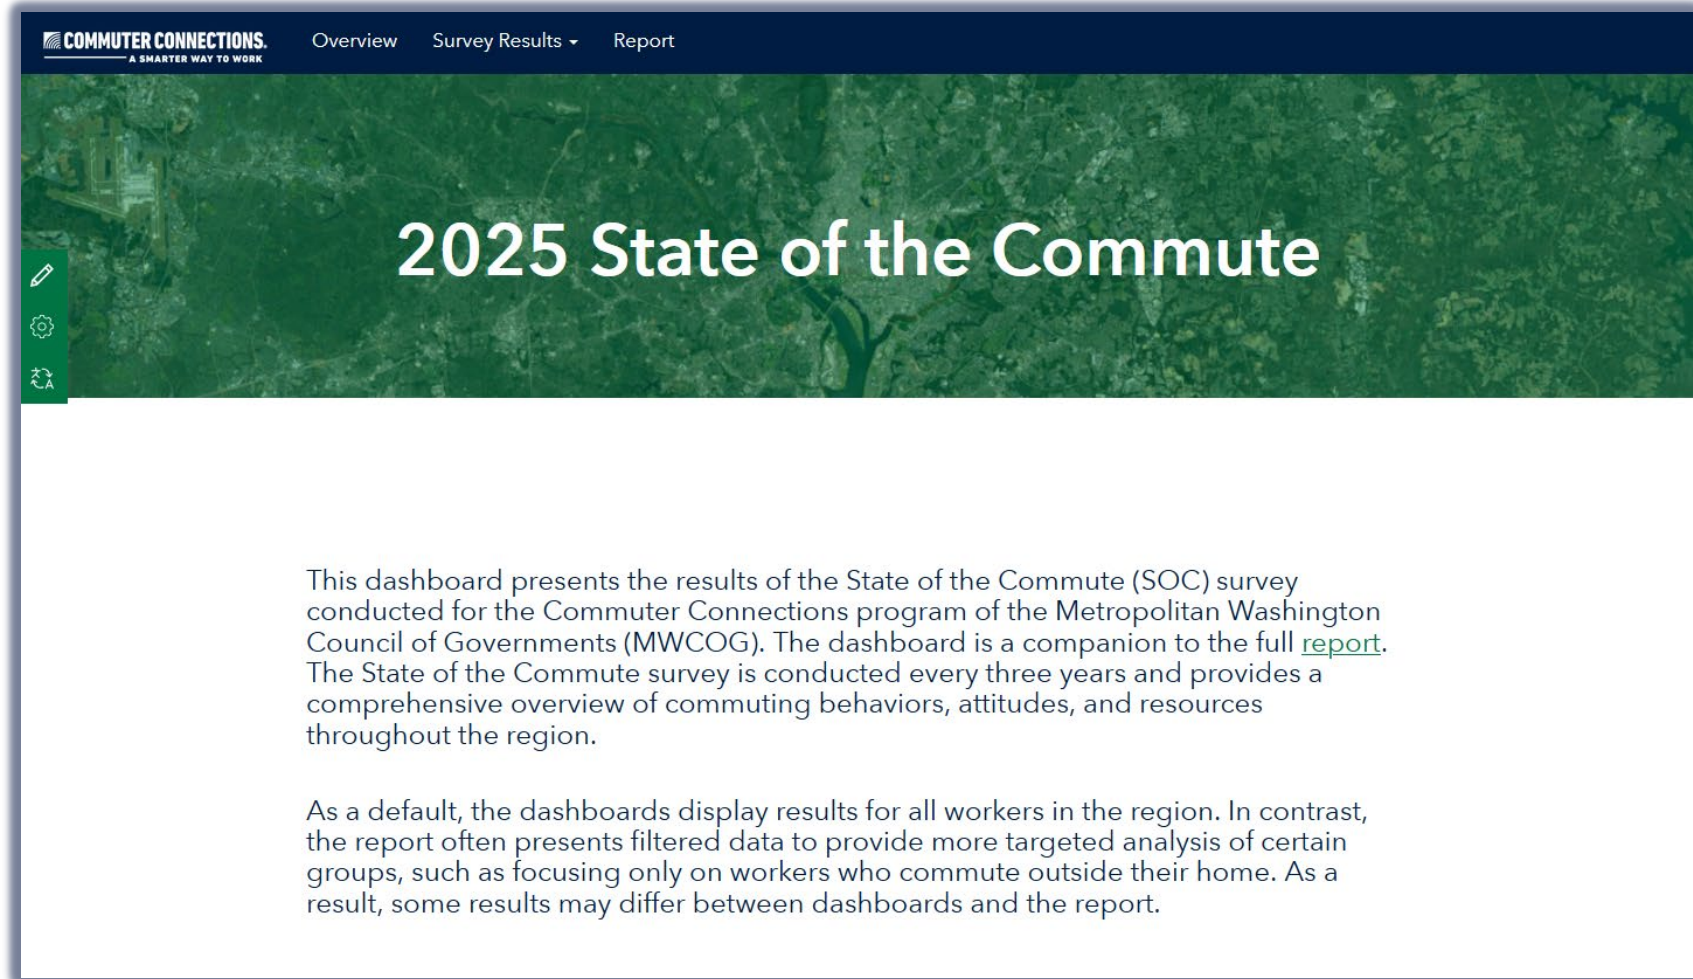 COMMUTER CONNECTIONS.
A SMARTER WAY TO WORK
Overview Survey Results Report
2025 State of the Commute
This dashboard presents the results of the State of the Commute (SOC) survey
conducted for the Commuter Connections program of the Metropolitan Washington
Council of Governments (MWCOG). The dashboard is a companion to the full report.
The State of the Commute survey is conducted every three years and provides a
comprehensive overview of commuting behaviors, attitudes, and resources
throughout the region.
As a default, the dashboards display results for all workers in the region. In contrast,
the report often presents filtered data to provide more targeted analysis of certain
groups, such as focusing only on workers who commute outside their home. As a
result, some results may differ between dashboards and the report.